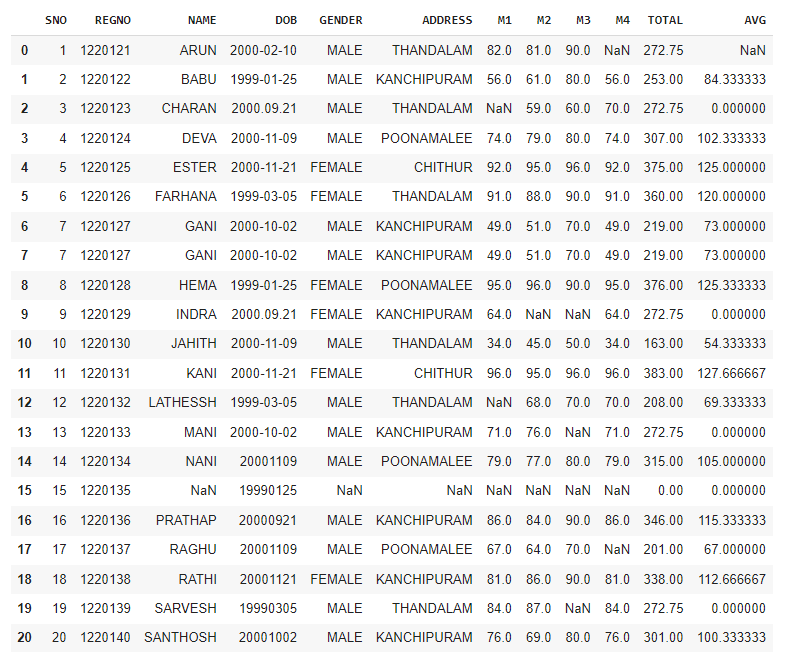 SNO REGNO NAME DOB GENDER ADDRESS M1 M2 M3 M4 TOTAL AVG
0 1 1220121 ARUN 2000-02-10 MALE THANDALAM 82.0 81.0 90.0 NaN 272.75 NaN
1 2 1220122 BABU 1999-01-25 MALE KANCHIPURAM 56.0 61.0 80.0 56.0 253.00 84.333333
2 3 1220123 CHARAN 2000.09.21 MALE THANDALAM NaN 59.0 60.0 70.0 272.75 0.000000
3 4 1220124 DEVA 2000-11-09 MALE POONAMALEE 74.0 79.0 80.0 74.0 307.00 102.333333
4 5 1220125 ESTER 2000-11-21 FEMALE CHITHUR 92.0 95.0 96.0 92.0 375.00 125.000000
5 6 1220126 FARHANA 1999-03-05 FEMALE THANDALAM 91.0 88.0 90.0 91.0 360.00 120.000000
6 7 1220127 GANI 2000-10-02 MALE KANCHIPURAM 49.0 51.0 70.0 49.0 219.00 73.000000
7 7 1220127 GANI 2000-10-02 MALE KANCHIPURAM 49.0 51.0 70.0 49.0 219.00 73.000000
8 8 1220128 HEMA 1999-01-25 FEMALE POONAMALEE 95.0 96.0 90.0 95.0 376.00 125.333333
9 9 1220129 INDRA 2000.09.21 FEMALE KANCHIPURAM 64.0 NaN NaN 64.0 272.75 0.000000
10 10 1220130 JAHITH 2000-11-09 MALE THANDALAM 34.0 45.0 50.0 34.0 163.00 54.333333
11 11 1220131 KANI 2000-11-21 FEMALE CHITHUR 96.0 95.0 96.0 96.0 383.00 127.666667
12 12 1220132 LATHESSH 1999-03-05 MALE THANDALAM NaN 68.0 70.0 70.0 208.00 69.333333
13 13 1220133 MANI 2000-10-02 MALE KANCHIPURAM 71.0 76.0 NaN 71.0 272.75 0.000000
14 14 1220134 NANI 20001109 MALE POONAMALEE 79.0 77.0 80.0 79.0 315.00 105.000000
15 15 1220135 NaN 19990125 NaN NaN NaN NaN NaN NaN 0.00 0.000000
16 16 1220136 PRATHAP 20000921 MALE KANCHIPURAM 86.0 84.0 90.0 86.0 346.00 115.333333
17 17 1220137 RAGHU 20001109 MALE POONAMALEE 67.0 64.0 70.0 NaN 201.00 67.000000
18 18 1220138 RATHI 20001121 FEMALE KANCHIPURAM 81.0 86.0 90.0 81.0 338.00 112.666667
19 19 1220139 SARVESH 19990305 MALE THANDALAM 84.0 87.0 NaN 84.0 272.75 0.000000
20 20 1220140 SANTHOSH 20001002 MALE KANCHIPURAM 76.0 69.0 80.0 76.0 301.00 100.333333